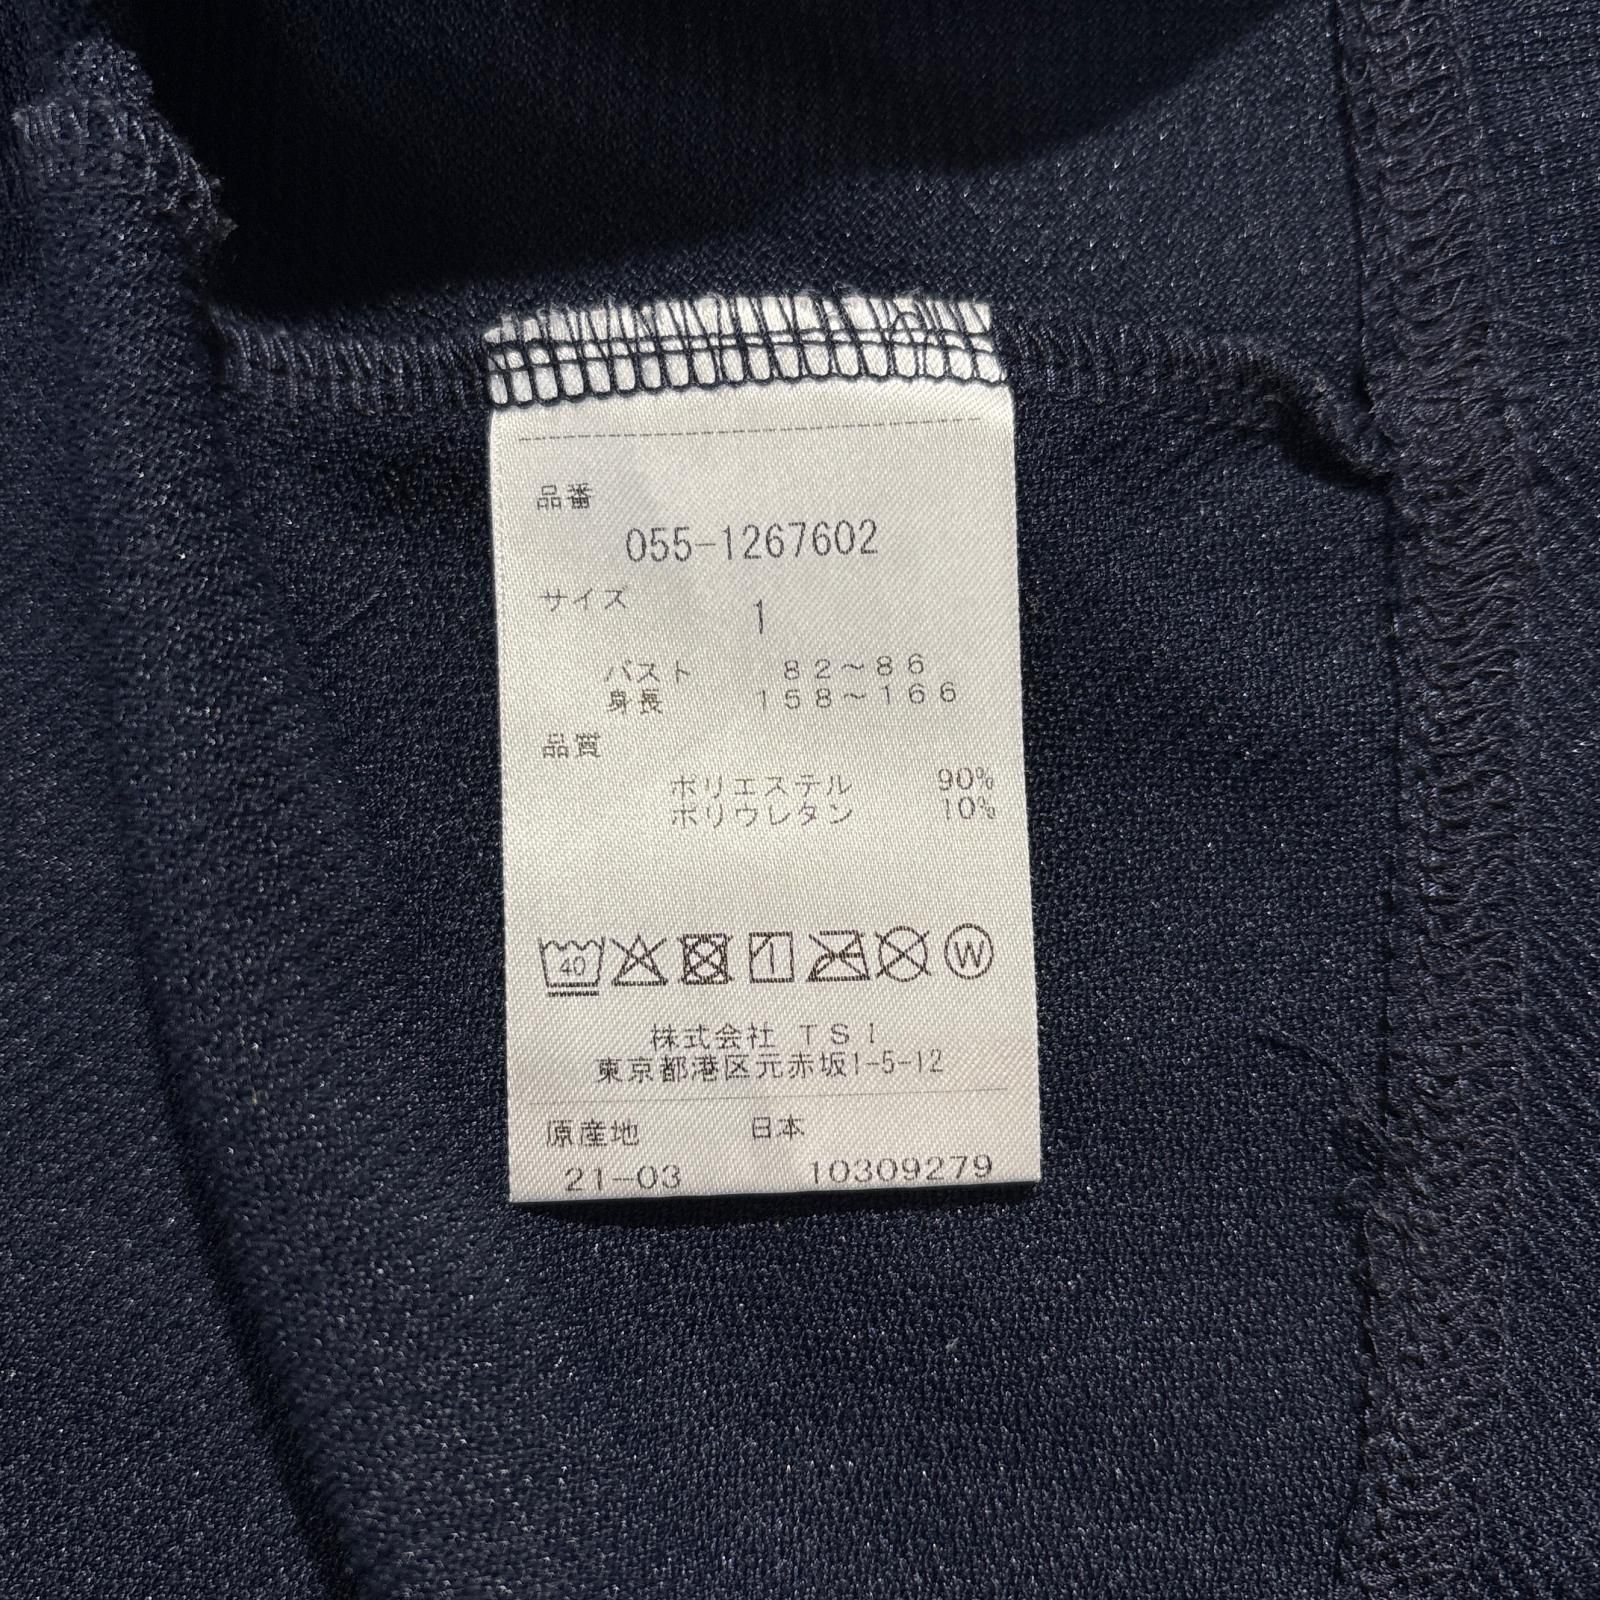 品番
055-1267602
サイズ 1
バスト 82～86
身長 158～166
品質
ポリエステル 90%
ポリウレタン 10%
40 1 W
株式会社 TSI
東京都港区元赤坂1-5-12
原産地 日本
21-03 10309279